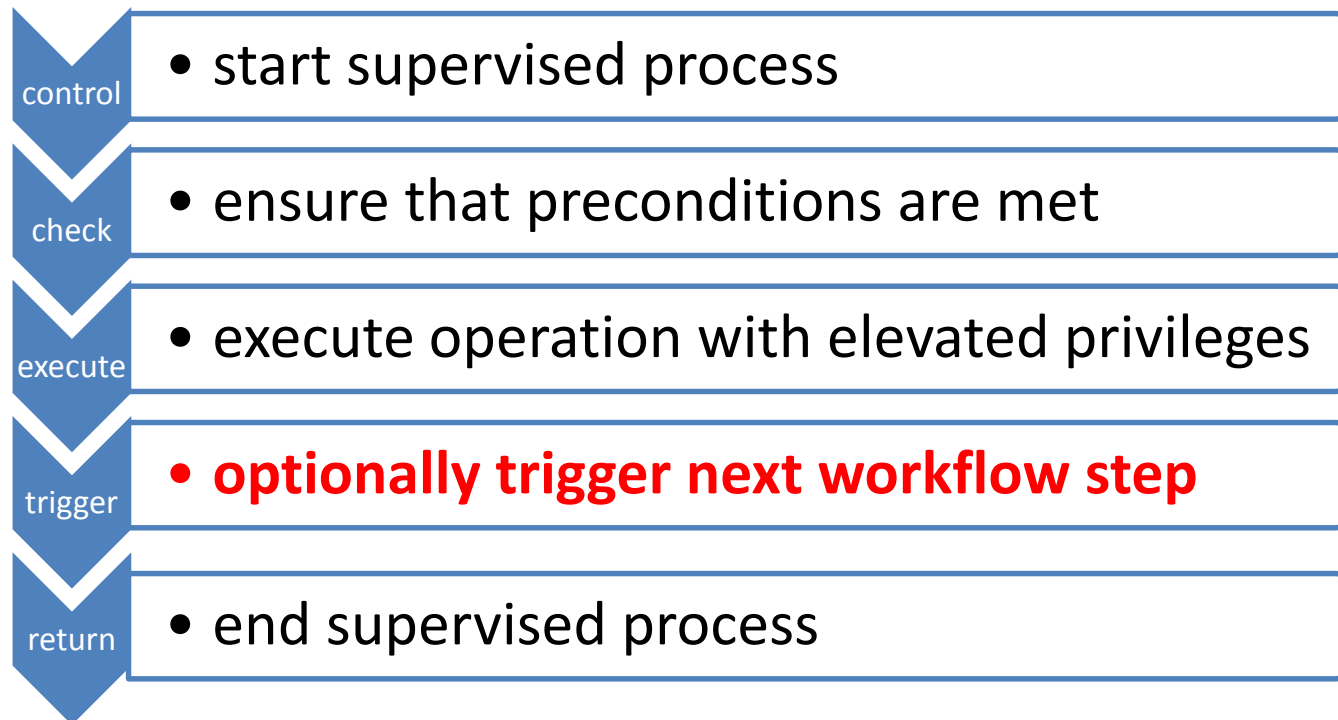 control
• start supervised process
check
• ensure that preconditions are met
execute
• execute operation with elevated privileges
trigger
• optionally trigger next workflow step
return
• end supervised process